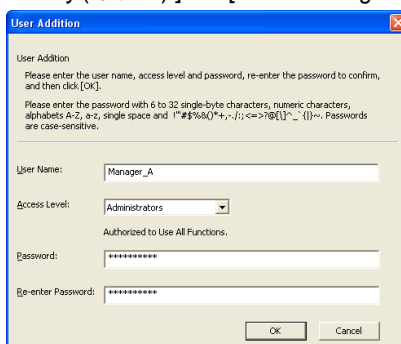 User Addition
User Addition
Please enter the user name, access level and password, re-enter the password to confirm,
and then click [OK].
Please enter the password with 6 to 32 single-byte characters, numeric characters,
alphabets A-Z, a-z, single space and !"#$%&()*+,-./:;<=>?@[\]^_`{|}~. Passwords
are case-sensitive.
User Name: Manager_A
Access Level: Administrators
Authorized to Use All Functions.
Password: **********
Re-enter Password: **********
OK Cancel